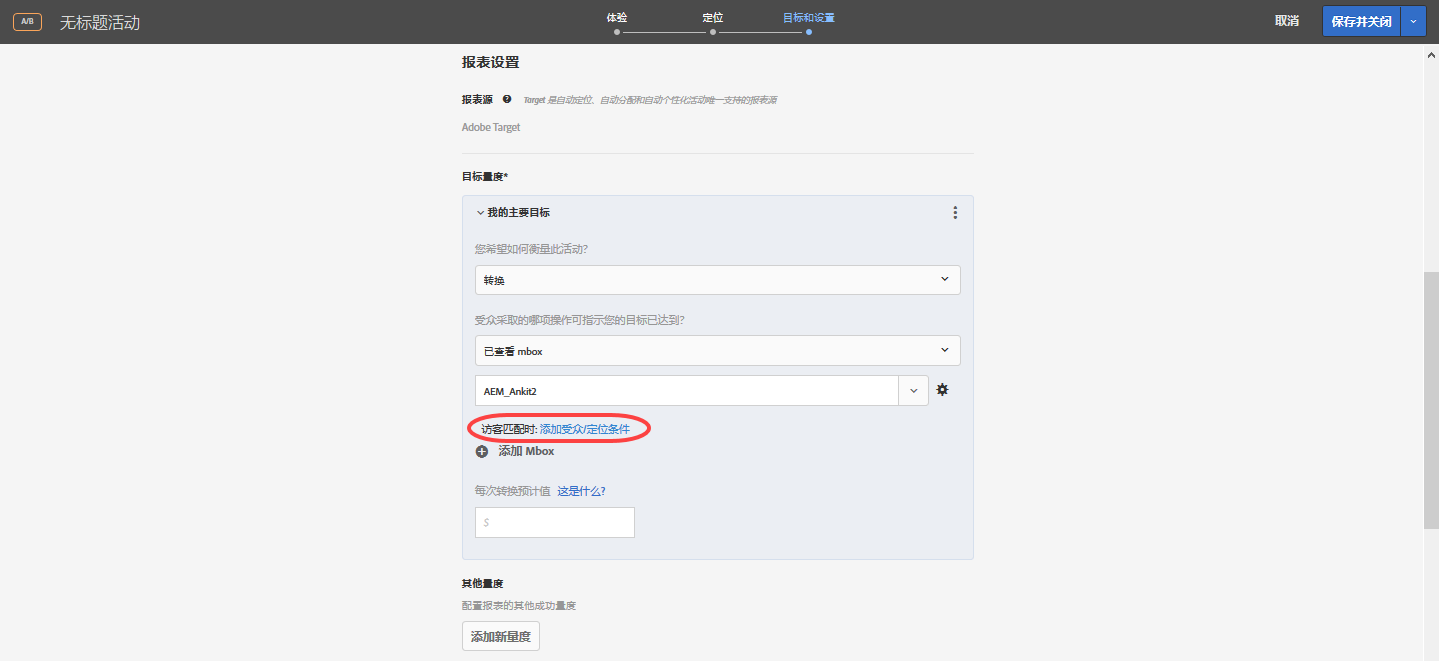 A/B 无标题活动
体验 定位 目标和设置
取消 保存并关闭
报表设置
报表源 Target 是自动定位、自动分配和自动个性化活动唯一支持的报表源
Adobe Target
目标量度*
我的主要目标
您希望如何衡量此活动?
转换
受众采取的哪项操作可指示您的目标已达到?
已查看 mbox
AEM_Ankit2
访客匹配时: 添加受众/定位条件
添加 Mbox
每次转换预计值 这是什么?
$
其他量度
配置报表的其他成功量度
添加新量度